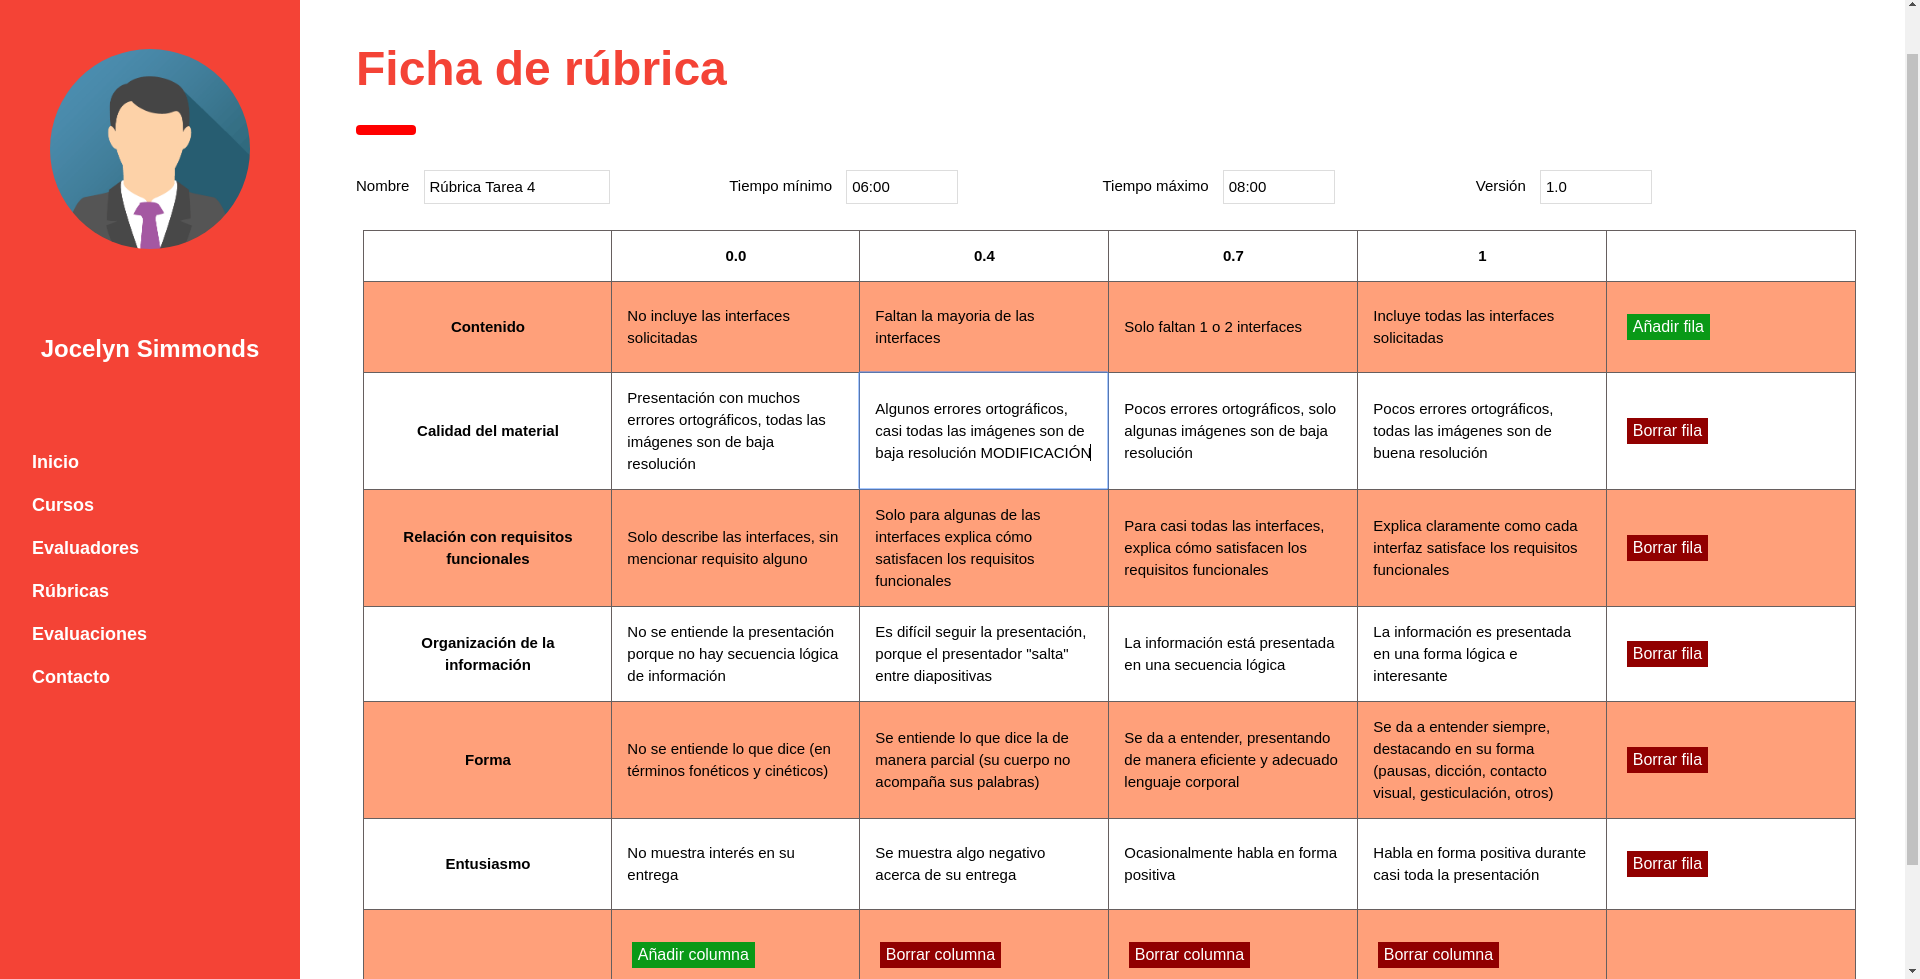 Jocelyn Simmonds
Inicio
Cursos
Evaluadores
Rúbricas
Evaluaciones
Contacto
Ficha de rúbrica
Nombre Rúbrica Tarea 4 Tiempo mínimo 06:00 Tiempo máximo 08:00 Versión 1.0
0.0 0.4 0.7 1
Contenido
No incluye las interfaces
solicitadas
Faltan la mayoria de las
interfaces
Solo faltan 1 o 2 interfaces
Incluye todas las interfaces
solicitadas
Añadir fila
Calidad del material
Presentación con muchos
errores ortográficos, todas las
imágenes son de baja
resolución
Algunos errores ortográficos,
casi todas las imágenes son de
baja resolución MODIFICACIÓN
Pocos errores ortográficos, solo
algunas imágenes son de baja
resolución
Pocos errores ortográficos,
todas las imágenes son de
buena resolución
Borrar fila
Relación con requisitos
funcionales
Solo describe las interfaces, sin
mencionar requisito alguno
Solo para algunas de las
interfaces explica cómo
satisfacen los requisitos
funcionales
Para casi todas las interfaces,
explica cómo satisfacen los
requisitos funcionales
Explica claramente como cada
interfaz satisface los requisitos
funcionales
Borrar fila
Organización de la
información
No se entiende la presentación
porque no hay secuencia lógica
de información
Es difícil seguir la presentación,
porque el presentador "salta"
entre diapositivas
La información está presentada
en una secuencia lógica
La información es presentada
en una forma lógica e
interesante
Borrar fila
Forma
No se entiende lo que dice (en
términos fonéticos y cinéticos)
Se entiende lo que dice la de
manera parcial (su cuerpo no
acompaña sus palabras)
Se da a entender, presentando
de manera eficiente y adecuado
lenguaje corporal
Se da a entender siempre,
destacando en su forma
(pausas, dicción, contacto
visual, gesticulación, otros)
Borrar fila
Entusiasmo
No muestra interés en su
entrega
Se muestra algo negativo
acerca de su entrega
Ocasionalmente habla en forma
positiva
Habla en forma positiva durante
casi toda la presentación
Borrar fila
Añadir columna Borrar columna Borrar columna Borrar columna